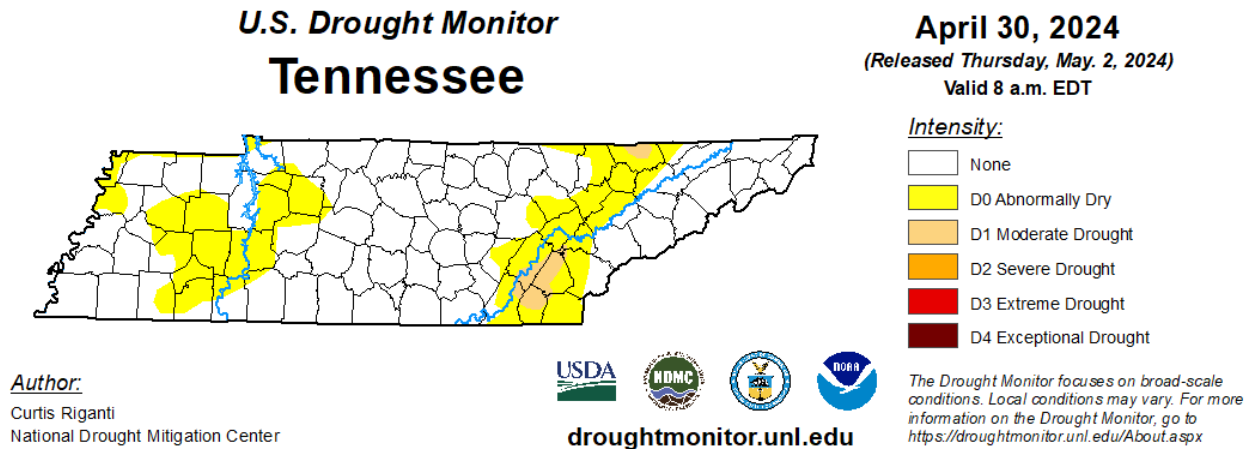 U.S. Drought Monitor
Tennessee
April 30, 2024
(Released Thursday, May. 2, 2024)
Valid 8 a.m. EDT
Intensity:
None
D0 Abnormally Dry
D1 Moderate Drought
D2 Severe Drought
D3 Extreme Drought
D4 Exceptional Drought
Author:
Curtis Riganti
National Drought Mitigation Center
USDA
NDMC
NOAA
droughtmonitor.unl.edu
The Drought Monitor focuses on broad-scale
conditions. Local conditions may vary. For more
information on the Drought Monitor, go to
https://droughtmonitor.unl.edu/About.aspx